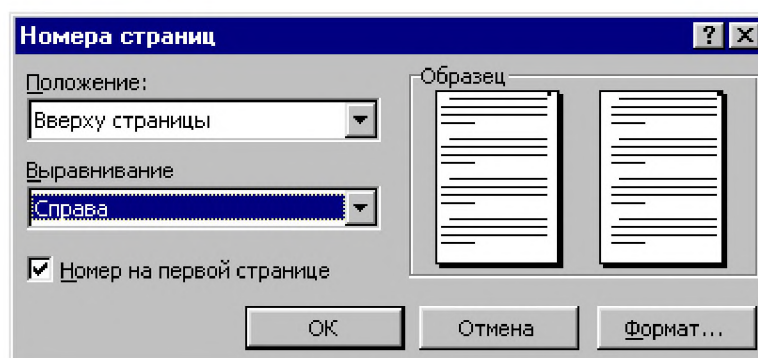 Номера страниц
Положение:
Вверху страницы
Выравнивание
Справа
Номер на первой странице
Образец
ОК
Отмена
Формат...